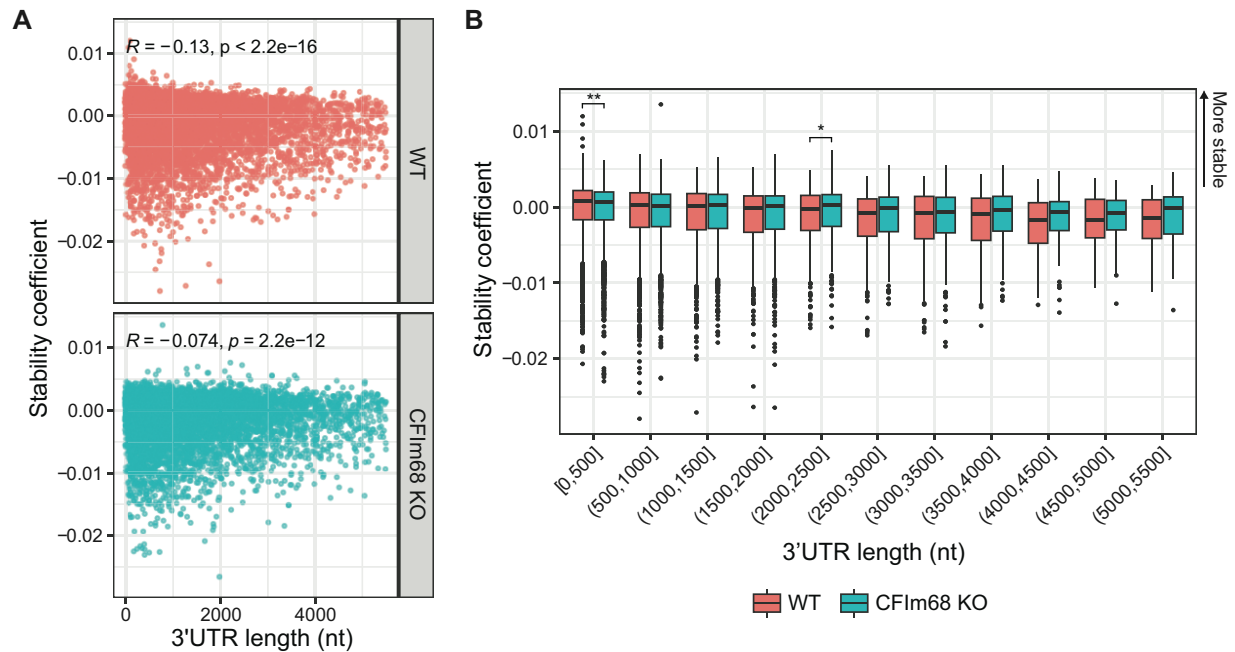 A
Stability coefficient
0.01
0.00
−0.01
−0.02
R = −0.13, p < 2.2e−16
WT
0.01
0.00
−0.01
−0.02
R = −0.074, p = 2.2e−12
CFIm68 KO
0 2000 4000
3'UTR length (nt)
B
Stability coefficient
0.01
0.00
−0.01
−0.02
**
*
More stable
[0,500]
(500,1000]
(1000,1500]
(1500,2000]
(2000,2500]
(2500,3000]
(3000,3500]
(3500,4000]
(4000,4500]
(4500,5000]
(5000,5500]
3’UTR length (nt)
WT CFIm68 KO